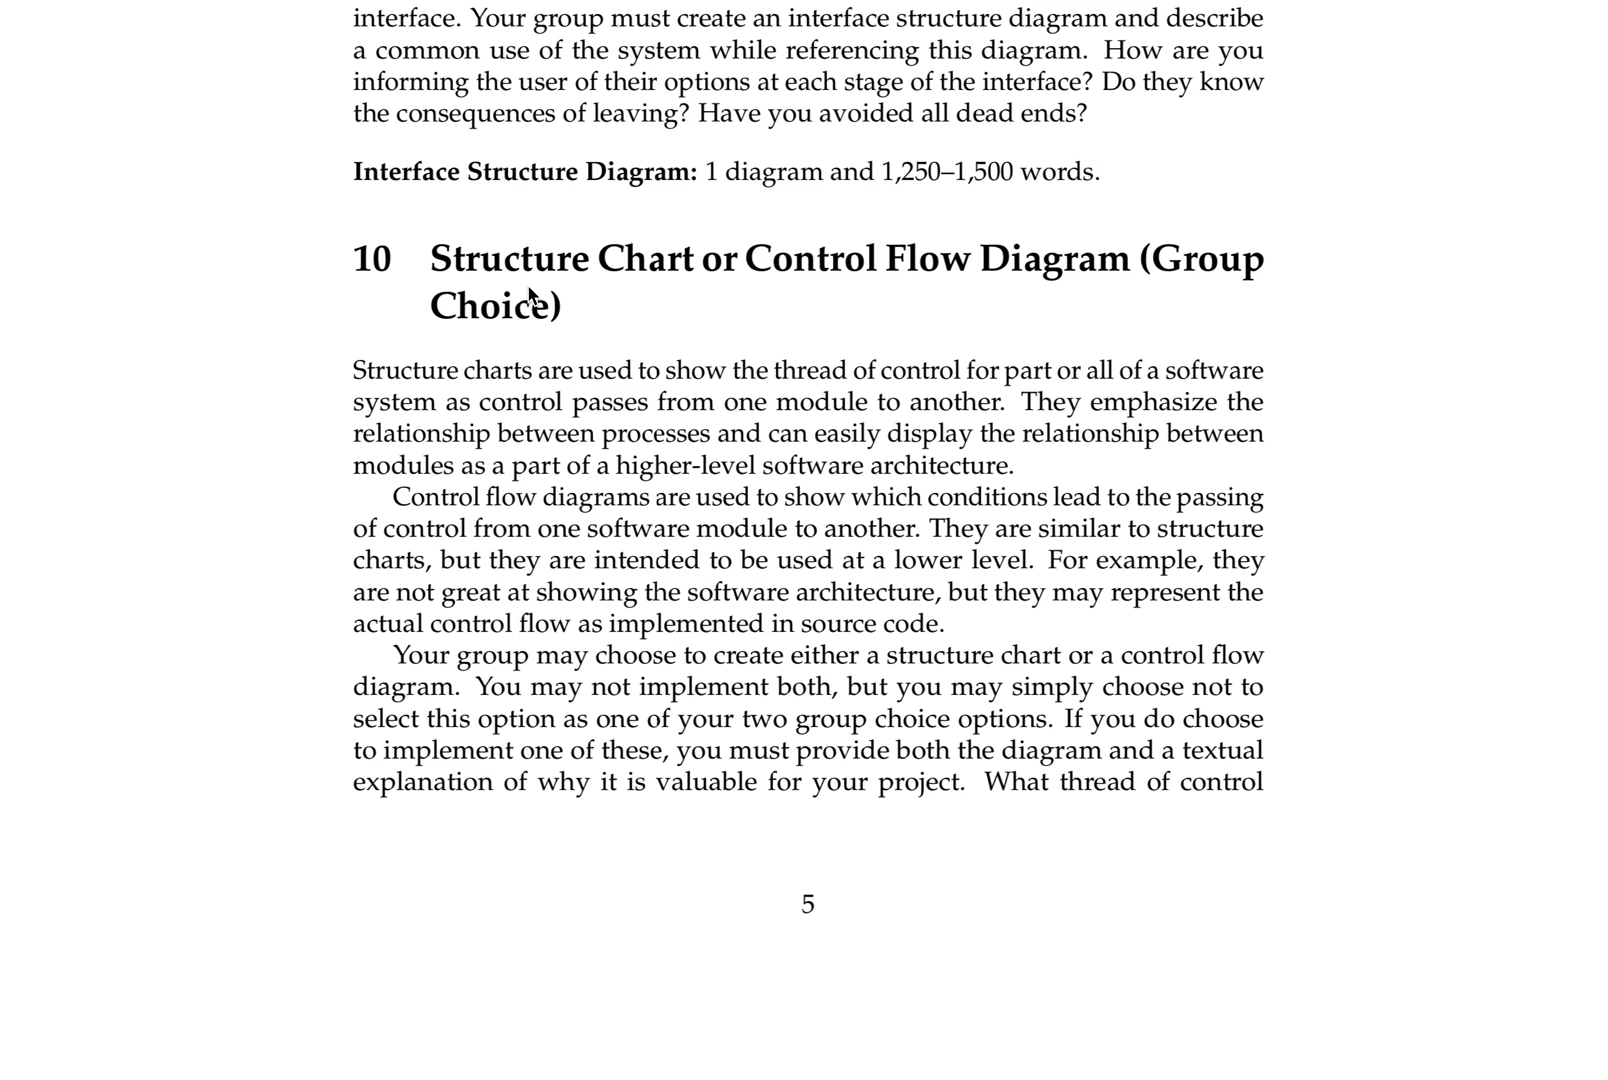 interface. Your group must create an interface structure diagram and describe
a common use of the system while referencing this diagram. How are you
informing the user of their options at each stage of the interface? Do they know
the consequences of leaving? Have you avoided all dead ends?
Interface Structure Diagram: 1 diagram and 1,250–1,500 words.
10 Structure Chart or Control Flow Diagram (Group
Choice)
Structure charts are used to show the thread of control for part or all of a software
system as control passes from one module to another. They emphasize the
relationship between processes and can easily display the relationship between
modules as a part of a higher-level software architecture.
Control flow diagrams are used to show which conditions lead to the passing
of control from one software module to another. They are similar to structure
charts, but they are intended to be used at a lower level. For example, they
are not great at showing the software architecture, but they may represent the
actual control flow as implemented in source code.
Your group may choose to create either a structure chart or a control flow
diagram. You may not implement both, but you may simply choose not to
select this option as one of your two group choice options. If you do choose
to implement one of these, you must provide both the diagram and a textual
explanation of why it is valuable for your project. What thread of control
5